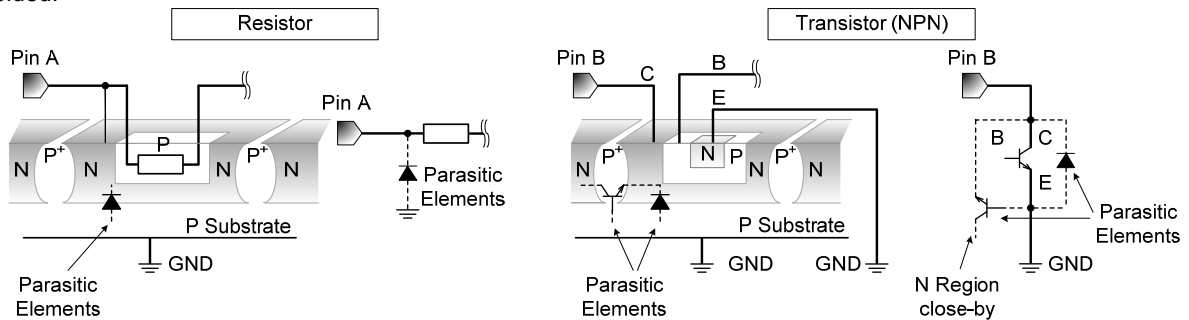 Resistor
Pin A
N
P+
N
P
N
P+
N
P Substrate
GND
Parasitic
Elements
Pin A
Parasitic
Elements
Transistor (NPN)
Pin B
C
B
E
N
P+
N
N
P
N
P+
N
P Substrate
GND
GND
Parasitic
Elements
Pin B
B
C
E
Parasitic
Elements
GND
N Region
close-by